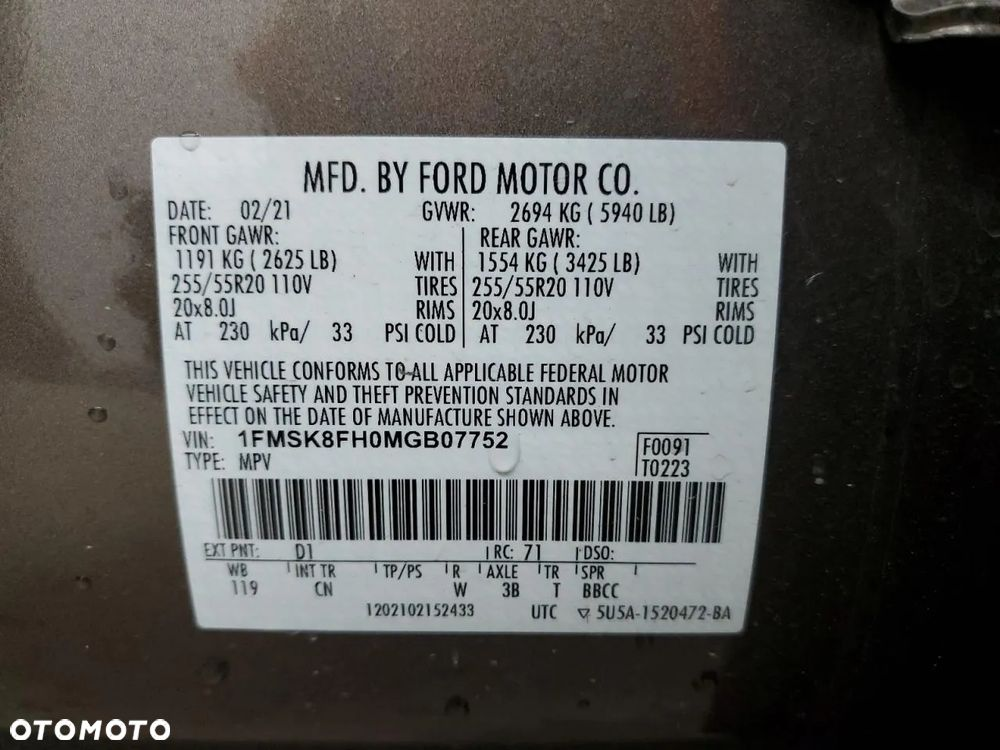 MFD. BY FORD MOTOR CO.
DATE: 02/21 GVWR: 2694 KG ( 5940 LB)
FRONT GAWR: REAR GAWR:
1191 KG ( 2625 LB) WITH 1554 KG ( 3425 LB) WITH
255/55R20 110V TIRES 255/55R20 110V TIRES
20x8.0J RIMS 20x8.0J RIMS
AT 230 kPa/ 33 PSI COLD AT 230 kPa/ 33 PSI COLD
THIS VEHICLE CONFORMS TO ALL APPLICABLE FEDERAL MOTOR
VEHICLE SAFETY AND THEFT PREVENTION STANDARDS IN
EFFECT ON THE DATE OF MANUFACTURE SHOWN ABOVE.
VIN: 1FMSK8FH0MGB07752 F0091
TYPE: MPV T0223
EXT PNT: D1 RC: 71 DSO:
WB INT TR TP/PS R AXLE TR SPR
119 CN W 3B T BBCC
1202102152433 UTC 5U5A-1520472-BA
OTOMOTO OTOMOTO